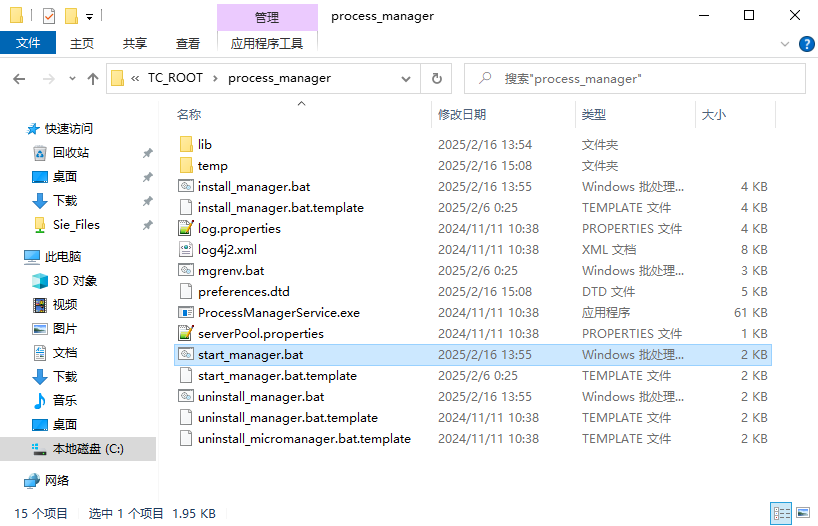 管理
process_manager
文件
主页
共享
查看
应用程序工具
« TC_ROOT > process_manager
搜索"process_manager"
名称
修改日期
类型
大小
快速访问
回收站
桌面
下载
Sie_Files
此电脑
3D 对象
视频
图片
文档
下载
音乐
桌面
本地磁盘 (C:)
网络
lib 2025/2/16 13:54 文件夹
temp 2025/2/16 15:08 文件夹
install_manager.bat 2025/2/16 13:55 Windows 批处理... 4 KB
install_manager.bat.template 2025/2/6 0:25 TEMPLATE 文件 4 KB
log.properties 2024/11/11 10:38 PROPERTIES 文件 4 KB
log4j2.xml 2024/11/11 10:38 XML 文档 8 KB
mgrenv.bat 2025/2/6 0:25 Windows 批处理... 3 KB
preferences.dtd 2025/2/16 15:08 DTD 文件 5 KB
ProcessManagerService.exe 2024/11/11 10:38 应用程序 61 KB
serverPool.properties 2024/11/11 10:38 PROPERTIES 文件 1 KB
start_manager.bat 2025/2/16 13:55 Windows 批处理... 2 KB
start_manager.bat.template 2025/2/6 0:25 TEMPLATE 文件 2 KB
uninstall_manager.bat 2025/2/16 13:55 Windows 批处理... 2 KB
uninstall_manager.bat.template 2024/11/11 10:38 TEMPLATE 文件 2 KB
uninstall_micromanager.bat.template 2024/11/11 10:38 TEMPLATE 文件 2 KB
15 个项目
选中 1 个项目 1.95 KB